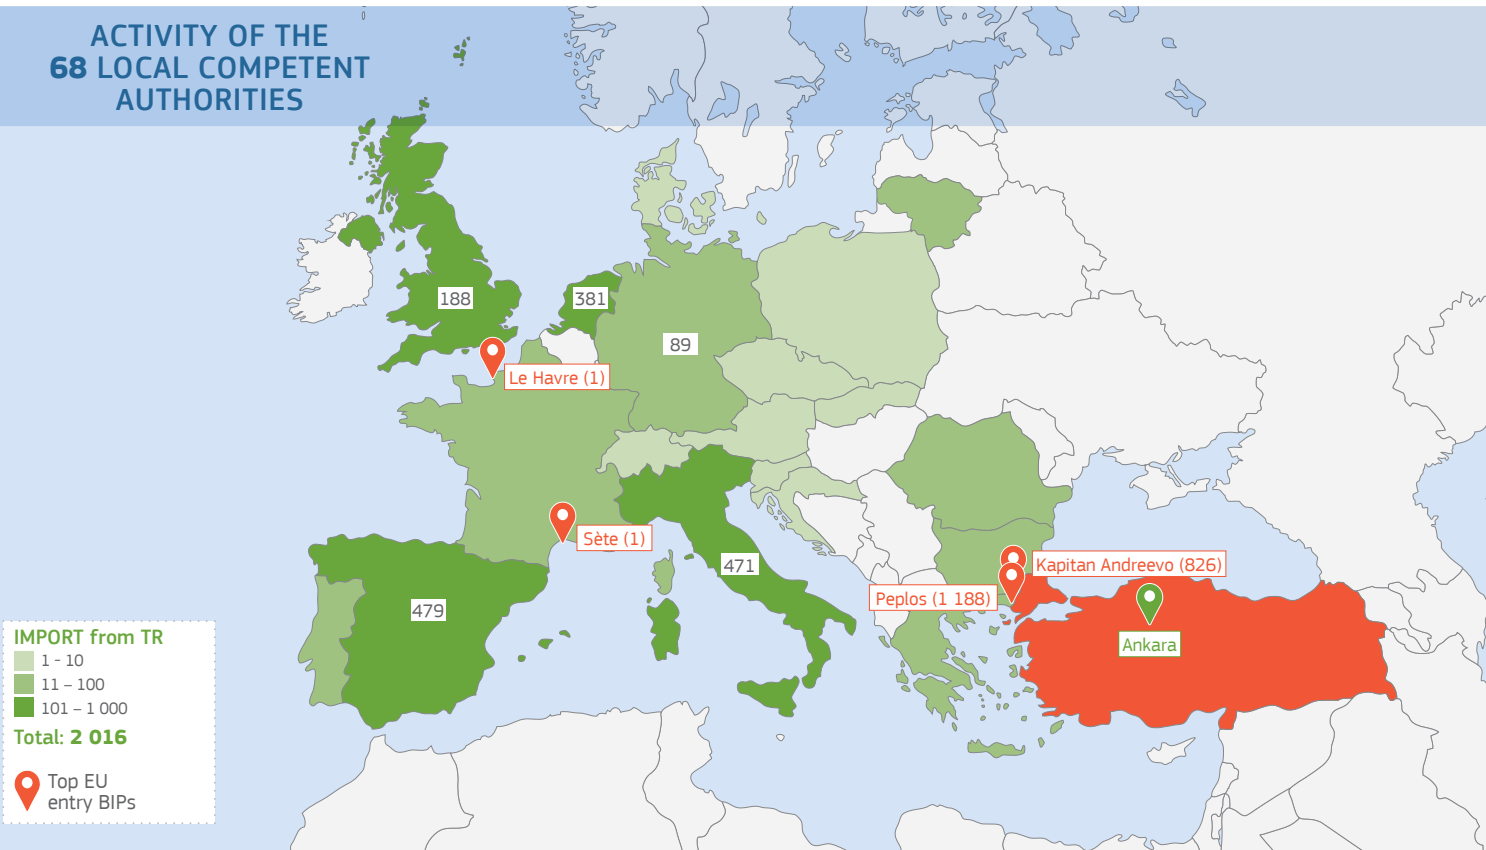 ACTIVITY OF THE
68 LOCAL COMPETENT
AUTHORITIES
188
381
89
Le Havre (1)
Sète (1)
471
479
Kapitan Andreevo (826)
Peplos (1 188)
Ankara
IMPORT from TR
1 - 10
11 – 100
101 – 1 000
Total: 2 016
Top EU
entry BIPs